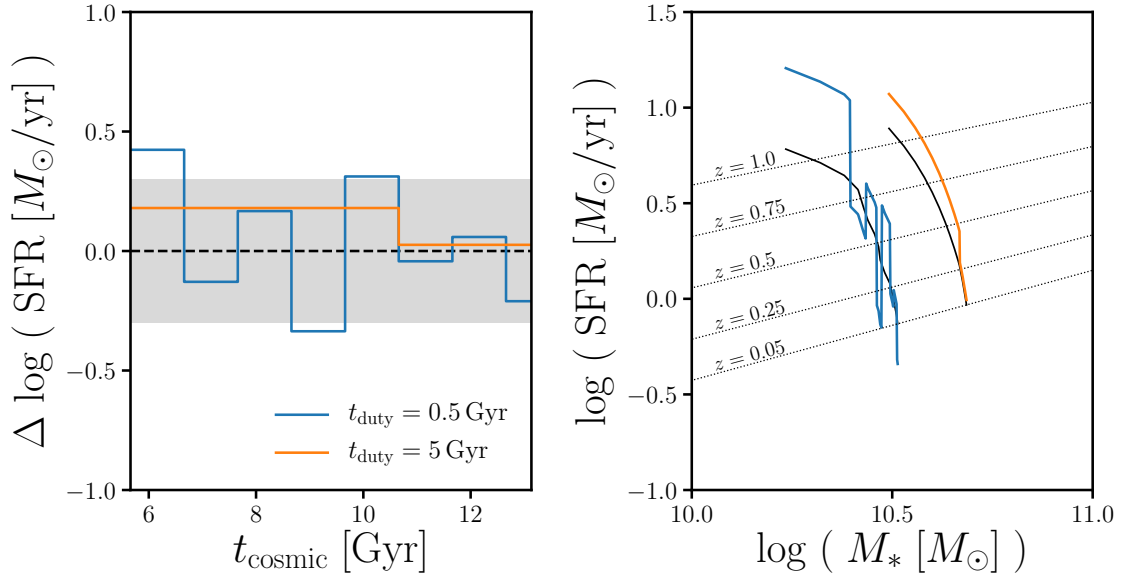 Δ log ( SFR [M⊙/yr] )
1.0
0.5
0.0
−0.5
−1.0
t_duty = 0.5 Gyr
t_duty = 5 Gyr
6
8
10
12
t_cosmic [Gyr]
log ( SFR [M⊙/yr] )
1.5
1.0
0.5
0.0
−0.5
−1.0
z = 1.0
z = 0.75
z = 0.5
z = 0.25
z = 0.05
10.0
10.5
11.0
log ( M_* [M⊙] )